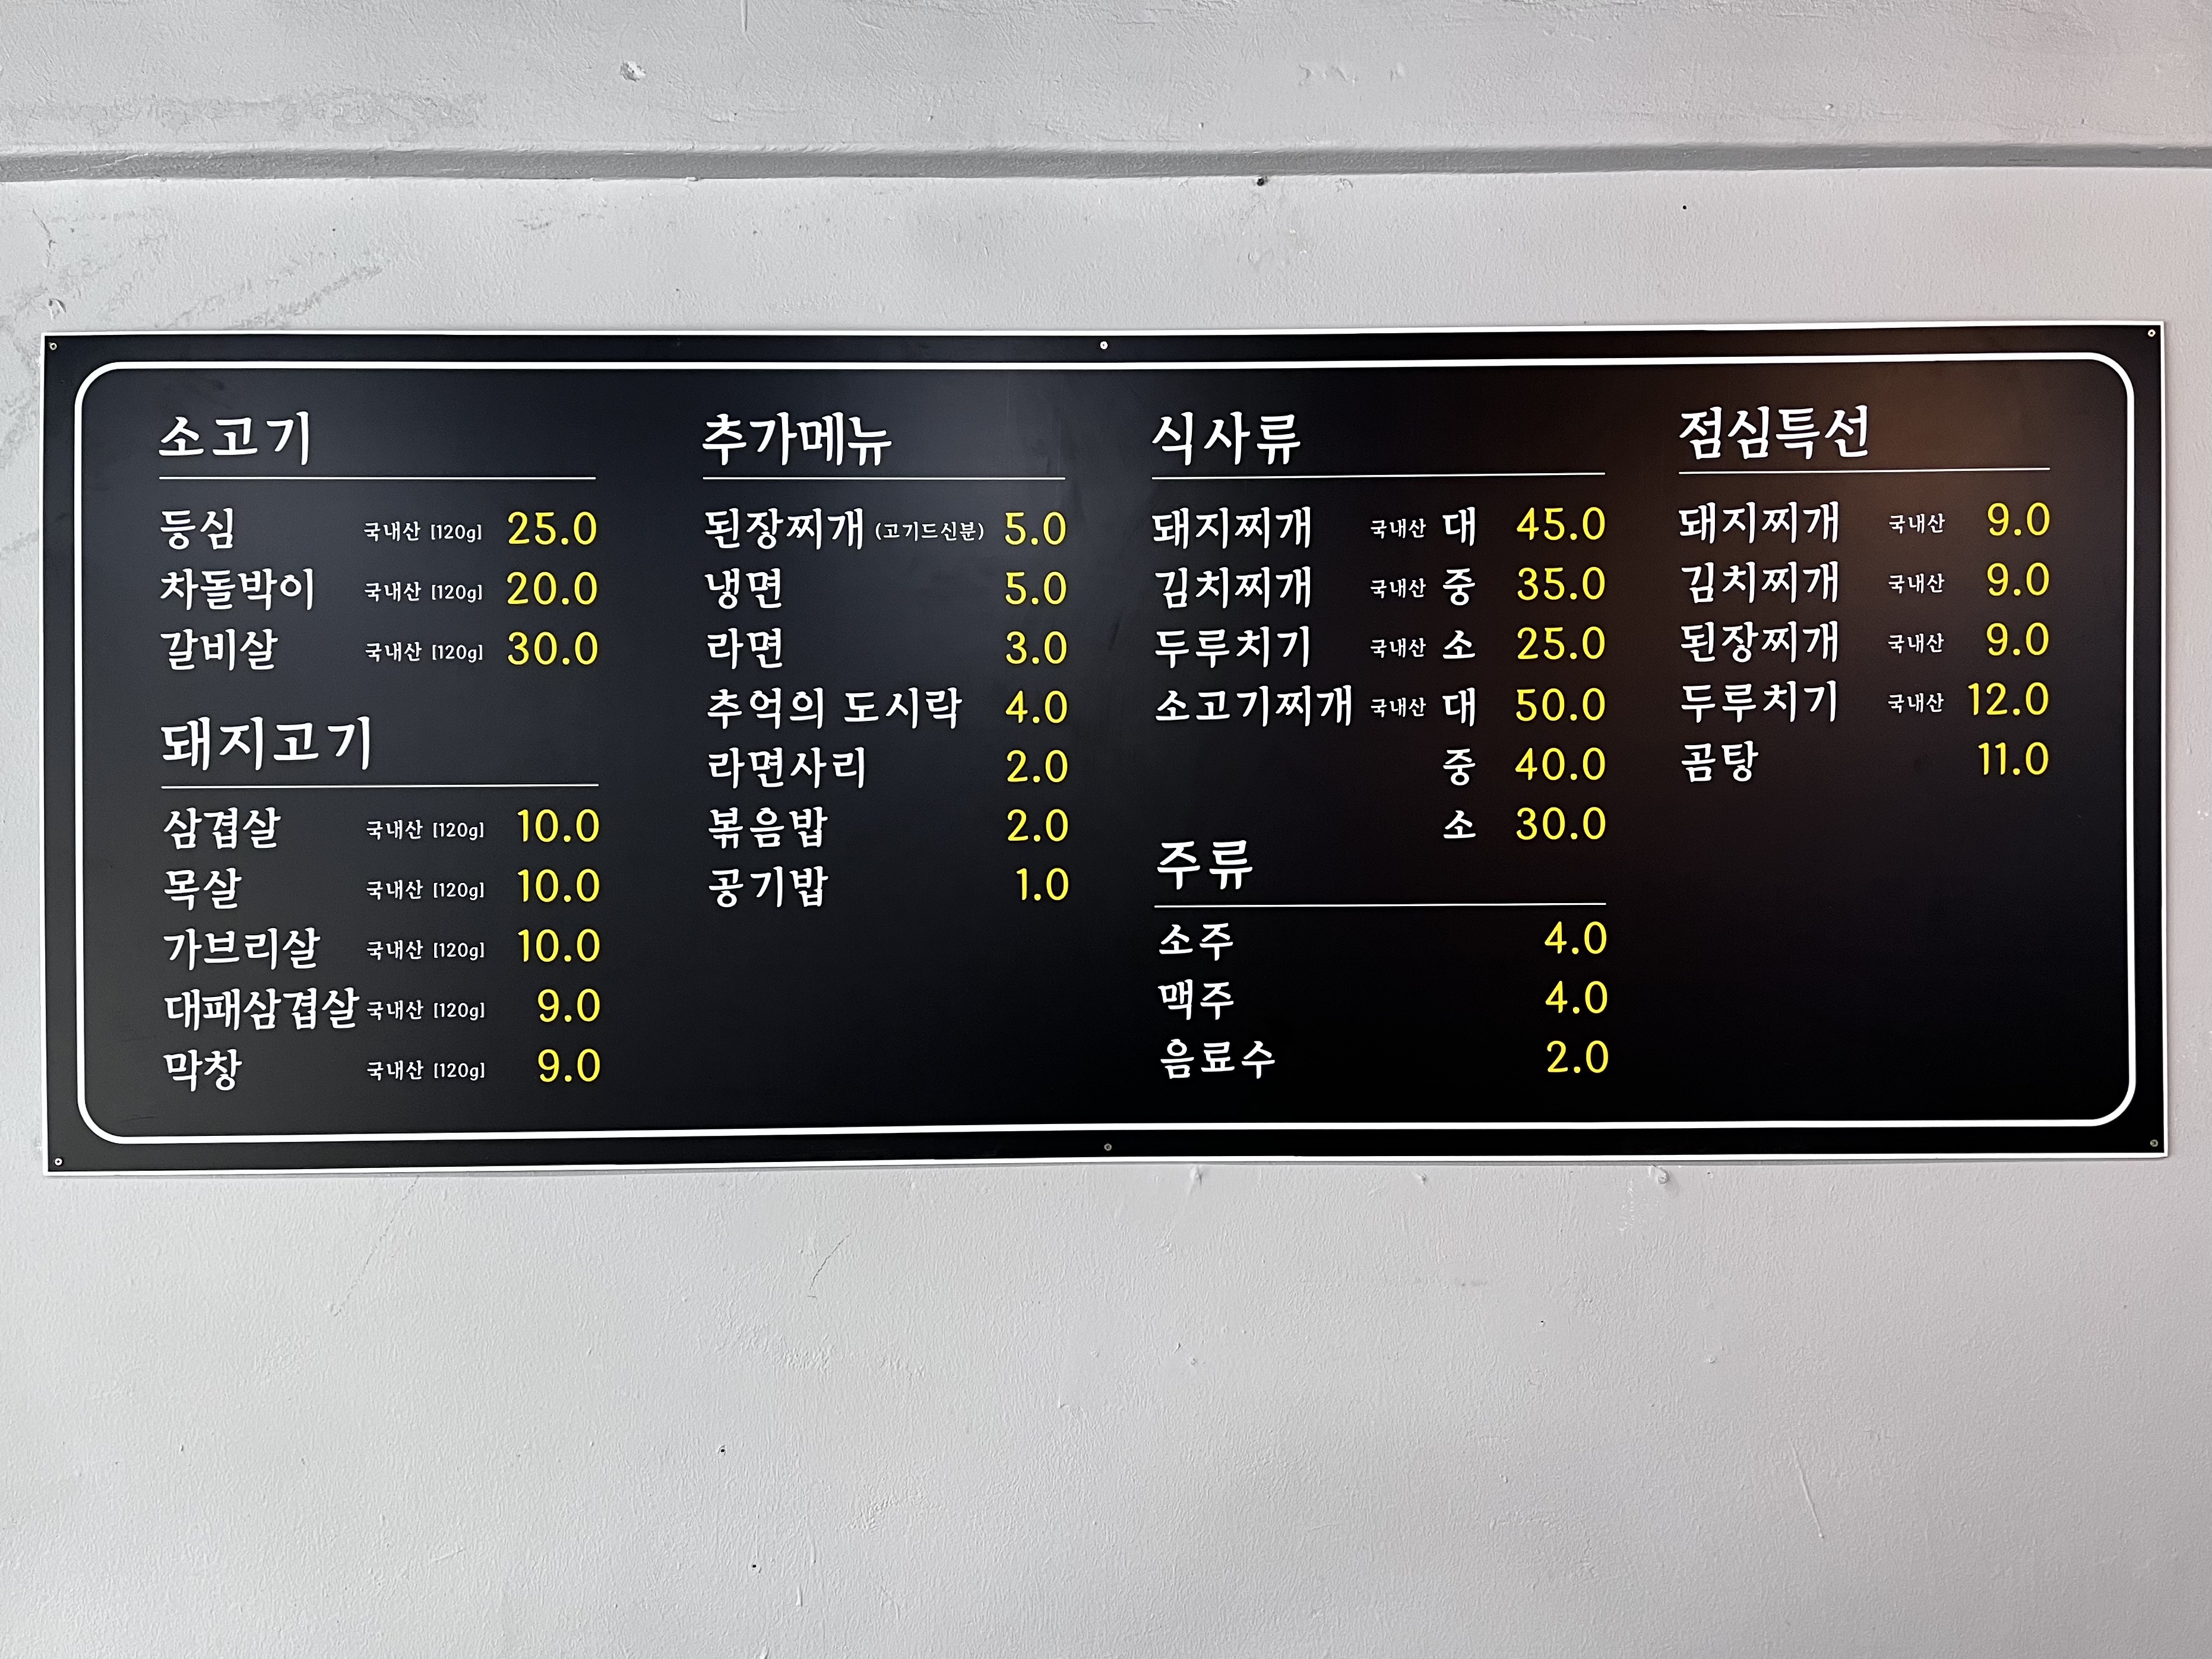 소고기
등심 국내산 [120g] 25.0
차돌박이 국내산 [120g] 20.0
갈비살 국내산 [120g] 30.0
돼지고기
삼겹살 국내산 [120g] 10.0
목살 국내산 [120g] 10.0
가브리살 국내산 [120g] 10.0
대패삼겹살 국내산 [120g] 9.0
막창 국내산 [120g] 9.0
추가메뉴
된장찌개 (고기드신분) 5.0
냉면 5.0
라면 3.0
추억의 도시락 4.0
라면사리 2.0
볶음밥 2.0
공기밥 1.0
식사류
돼지찌개 국내산 대 45.0
김치찌개 국내산 중 35.0
두루치기 국내산 소 25.0
소고기찌개 국내산 대 50.0
중 40.0
소 30.0
주류
소주 4.0
맥주 4.0
음료수 2.0
점심특선
돼지찌개 국내산 9.0
김치찌개 국내산 9.0
된장찌개 국내산 9.0
두루치기 국내산 12.0
곰탕 11.0